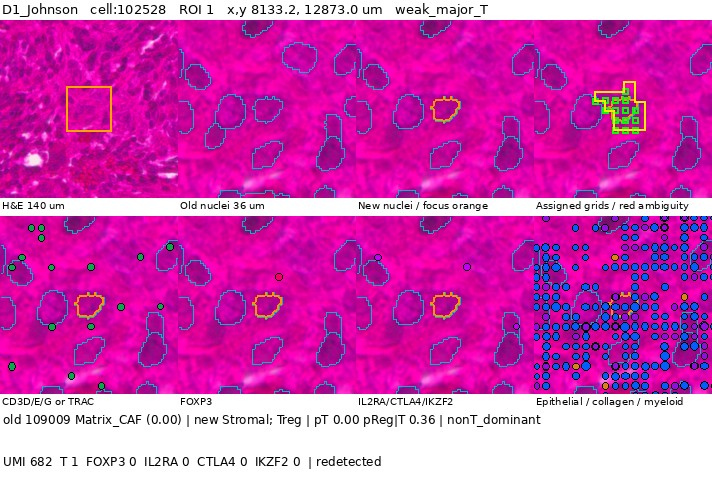 D1_Johnson cell:102528 ROI 1 x,y 8133.2, 12873.0 um weak_major_T
H&E 140 um
Old nuclei 36 um
New nuclei / focus orange
Assigned grids / red ambiguity
CD3D/E/G or TRAC
FOXP3
IL2RA/CTLA4/IKZF2
Epithelial / collagen / myeloid
old 109009 Matrix_CAF (0.00) | new Stromal; Treg | pT 0.00 pReg|T 0.36 | nonT_dominant
UMI 682 T 1 FOXP3 0 IL2RA 0 CTLA4 0 IKZF2 0 | redetected